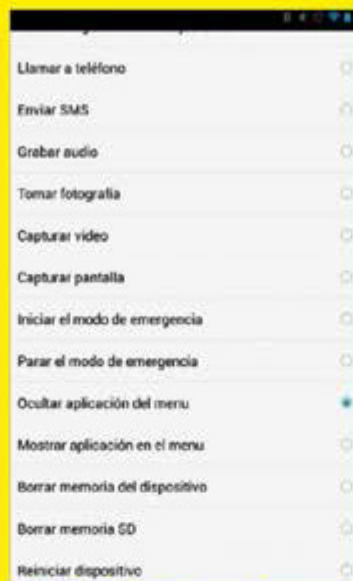 Llamar a teléfono
Enviar SMS
Grabar audio
Tomar fotografía
Capturar video
Capturar pantalla
Iniciar el modo de emergencia
Parar el modo de emergencia
Ocultar aplicación del menu
Mostrar aplicación en el menu
Borrar memoria del dispositivo
Borrar memoria SD
Reiniciar dispositivo